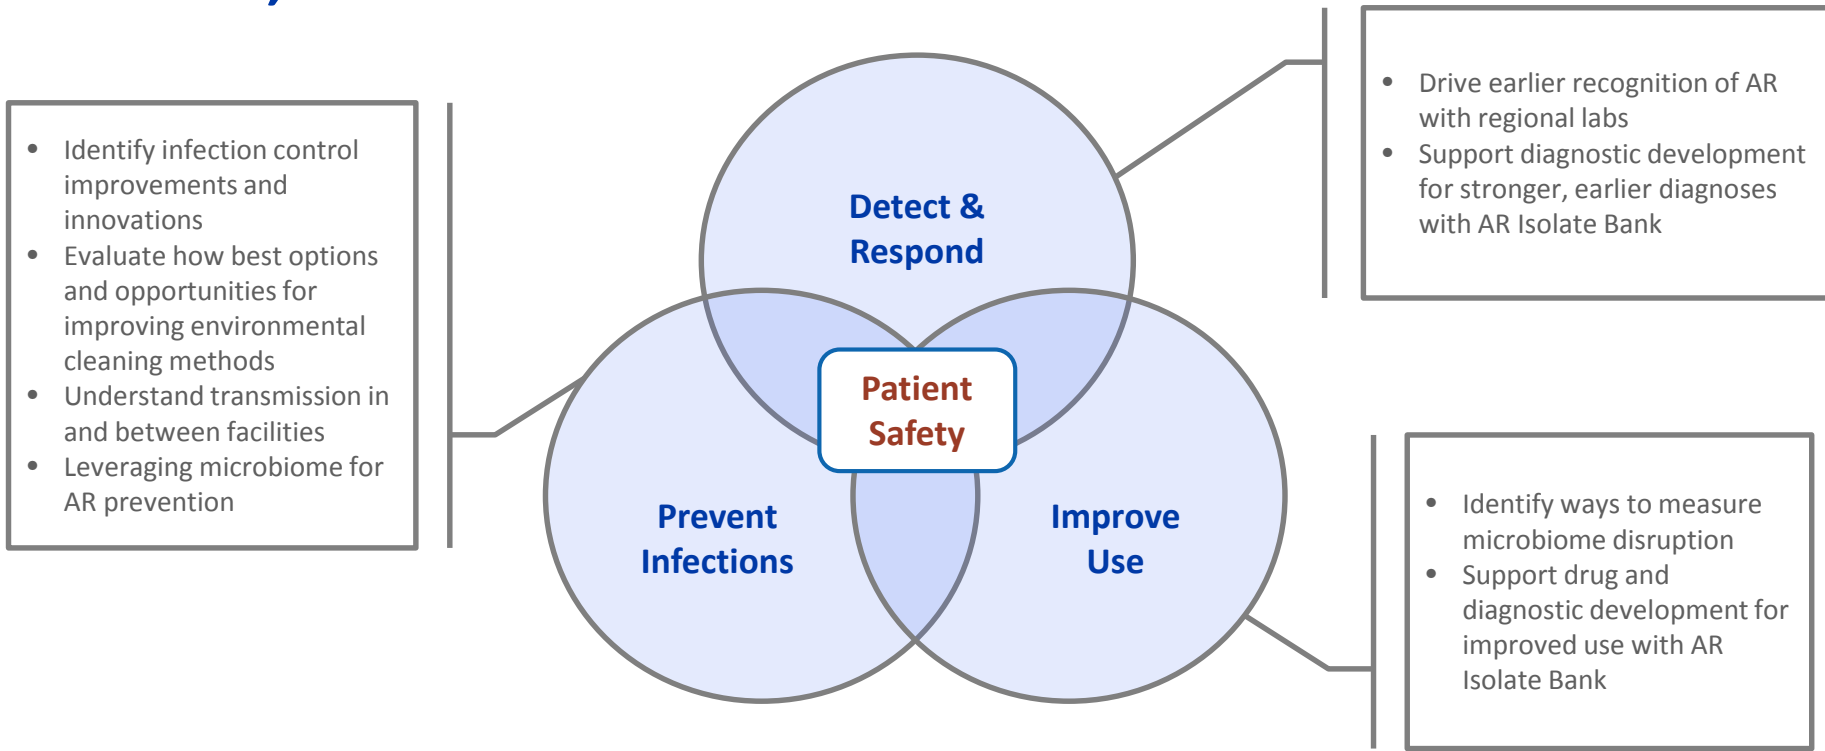 • Identify infection control
improvements and
innovations
• Evaluate how best options
and opportunities for
improving environmental
cleaning methods
• Understand transmission in
and between facilities
• Leveraging microbiome for
AR prevention
Detect &
Respond
Patient
Safety
Prevent
Infections
Improve
Use
• Drive earlier recognition of AR
with regional labs
• Support diagnostic development
for stronger, earlier diagnoses
with AR Isolate Bank
• Identify ways to measure
microbiome disruption
• Support drug and
diagnostic development for
improved use with AR
Isolate Bank